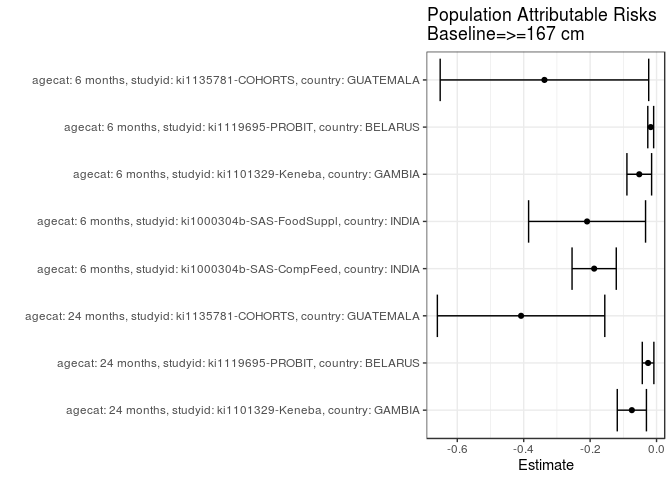 Population Attributable Risks
Baseline=>=167 cm
agecat: 6 months, studyid: ki1135781-COHORTS, country: GUATEMALA
agecat: 6 months, studyid: ki1119695-PROBIT, country: BELARUS
agecat: 6 months, studyid: ki1101329-Keneba, country: GAMBIA
agecat: 6 months, studyid: ki1000304b-SAS-FoodSuppl, country: INDIA
agecat: 6 months, studyid: ki1000304b-SAS-CompFeed, country: INDIA
agecat: 24 months, studyid: ki1135781-COHORTS, country: GUATEMALA
agecat: 24 months, studyid: ki1119695-PROBIT, country: BELARUS
agecat: 24 months, studyid: ki1101329-Keneba, country: GAMBIA
-0.6 -0.4 -0.2 0.0
Estimate